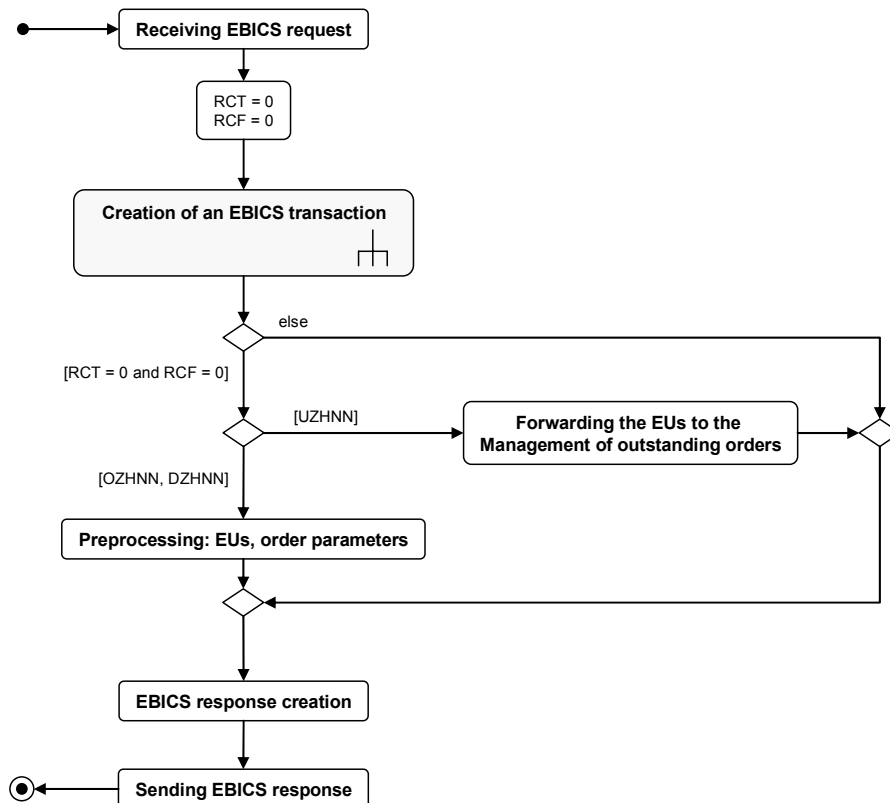 Receiving EBICS request
RCT = 0
RCF = 0
Creation of an EBICS transaction
else
[RCT = 0 and RCF = 0]
[UZHNN]
Forwarding the EUs to the
Management of outstanding orders
[OZHNN, DZHNN]
Preprocessing: EUs, order parameters
EBICS response creation
Sending EBICS response